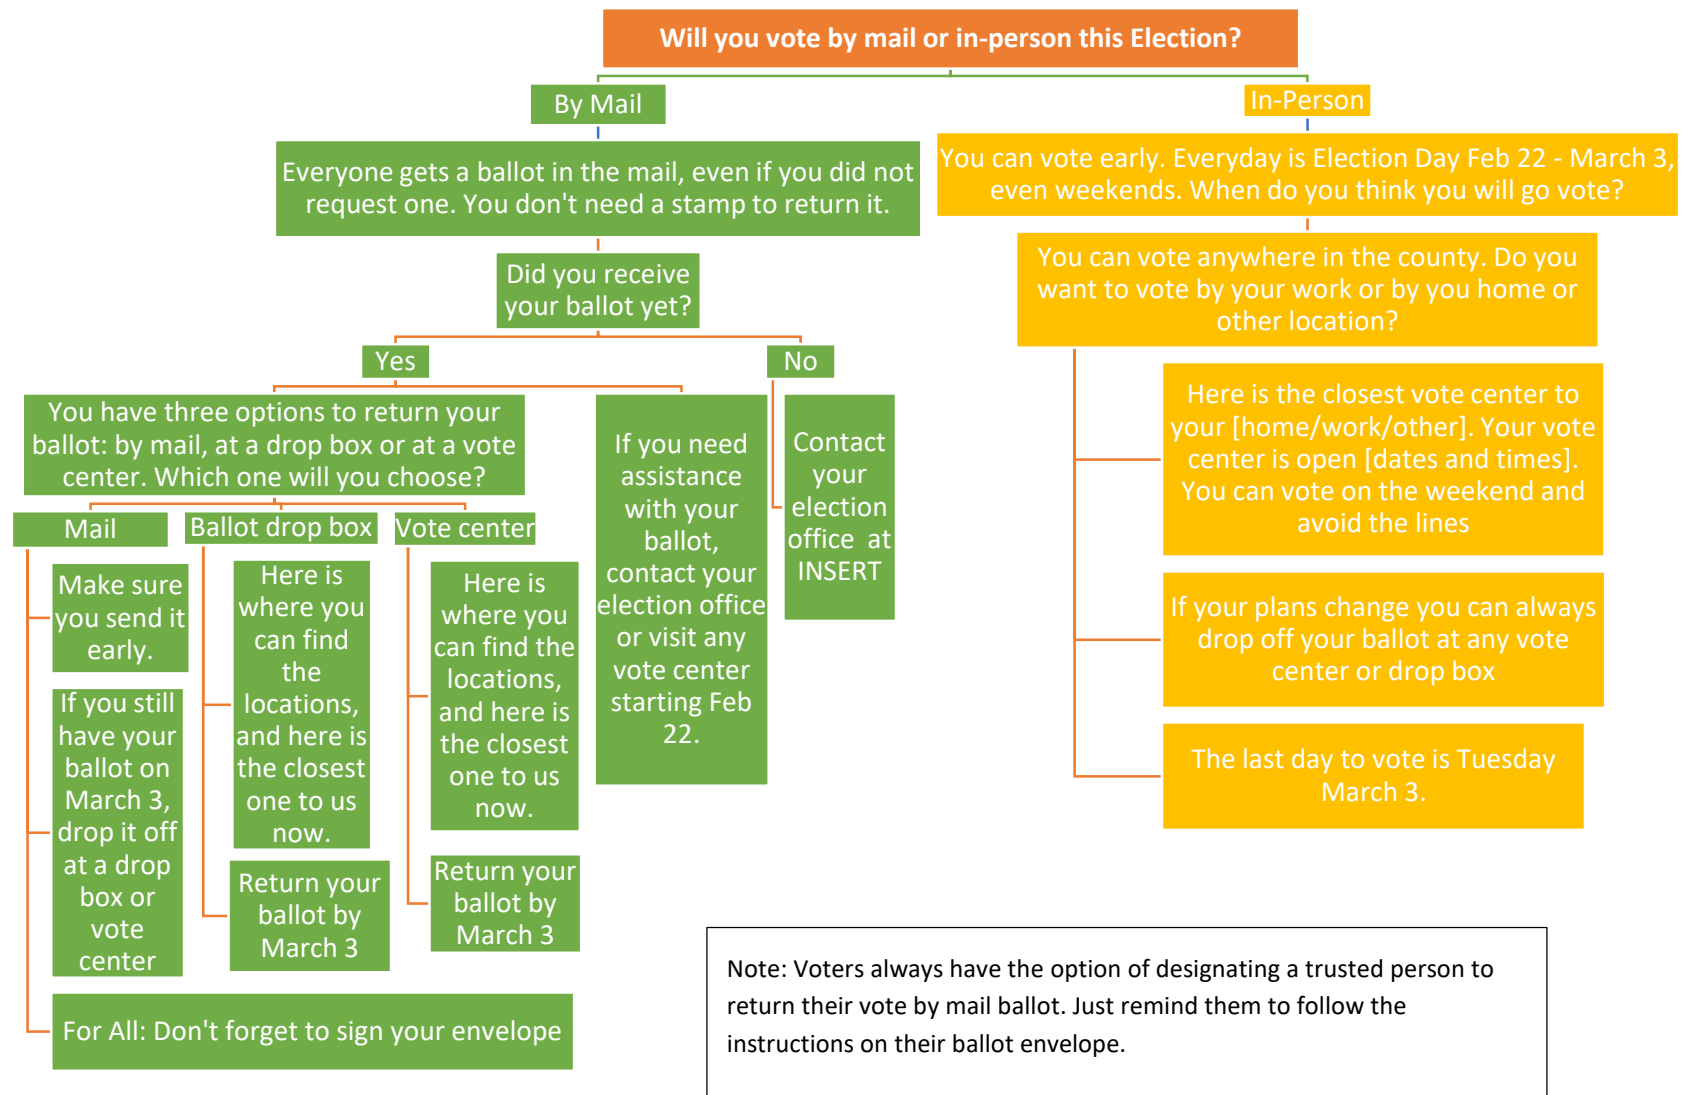 Will you vote by mail or in-person this Election?
By Mail
Everyone gets a ballot in the mail, even if you did not
request one. You don't need a stamp to return it.
Did you receive
your ballot yet?
Yes
You have three options to return your
ballot: by mail, at a drop box or at a vote
center. Which one will you choose?
Mail
Make sure
you send it
early.
If you still
have your
ballot on
March 3,
drop it off
at a drop
box or
vote
center
For All: Don't forget to sign your envelope
Ballot drop box
Here is
where you
can find
the
locations,
and here is
the closest
one to us
now.
Return your
ballot by
March 3
Vote center
Here is
where you
can find the
locations,
and here is
the closest
one to us
now.
Return your
ballot by
March 3
If you need
assistance
with your
ballot,
contact your
election office
or visit any
vote center
starting Feb
22.
No
Contact
your
election
office at
INSERT
In-Person
You can vote early. Everyday is Election Day Feb 22 - March 3,
even weekends. When do you think you will go vote?
You can vote anywhere in the county. Do you
want to vote by your work or by you home or
other location?
Here is the closest vote center to
your [home/work/other]. Your vote
center is open [dates and times].
You can vote on the weekend and
avoid the lines
If your plans change you can always
drop off your ballot at any vote
center or drop box
The last day to vote is Tuesday
March 3.
Note: Voters always have the option of designating a trusted person to
return their vote by mail ballot. Just remind them to follow the
instructions on their ballot envelope.